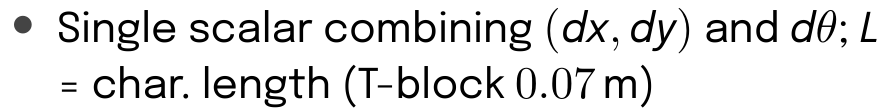 • Single scalar combining (dx, dy) and dθ; L
= char. length (T-block 0.07 m)